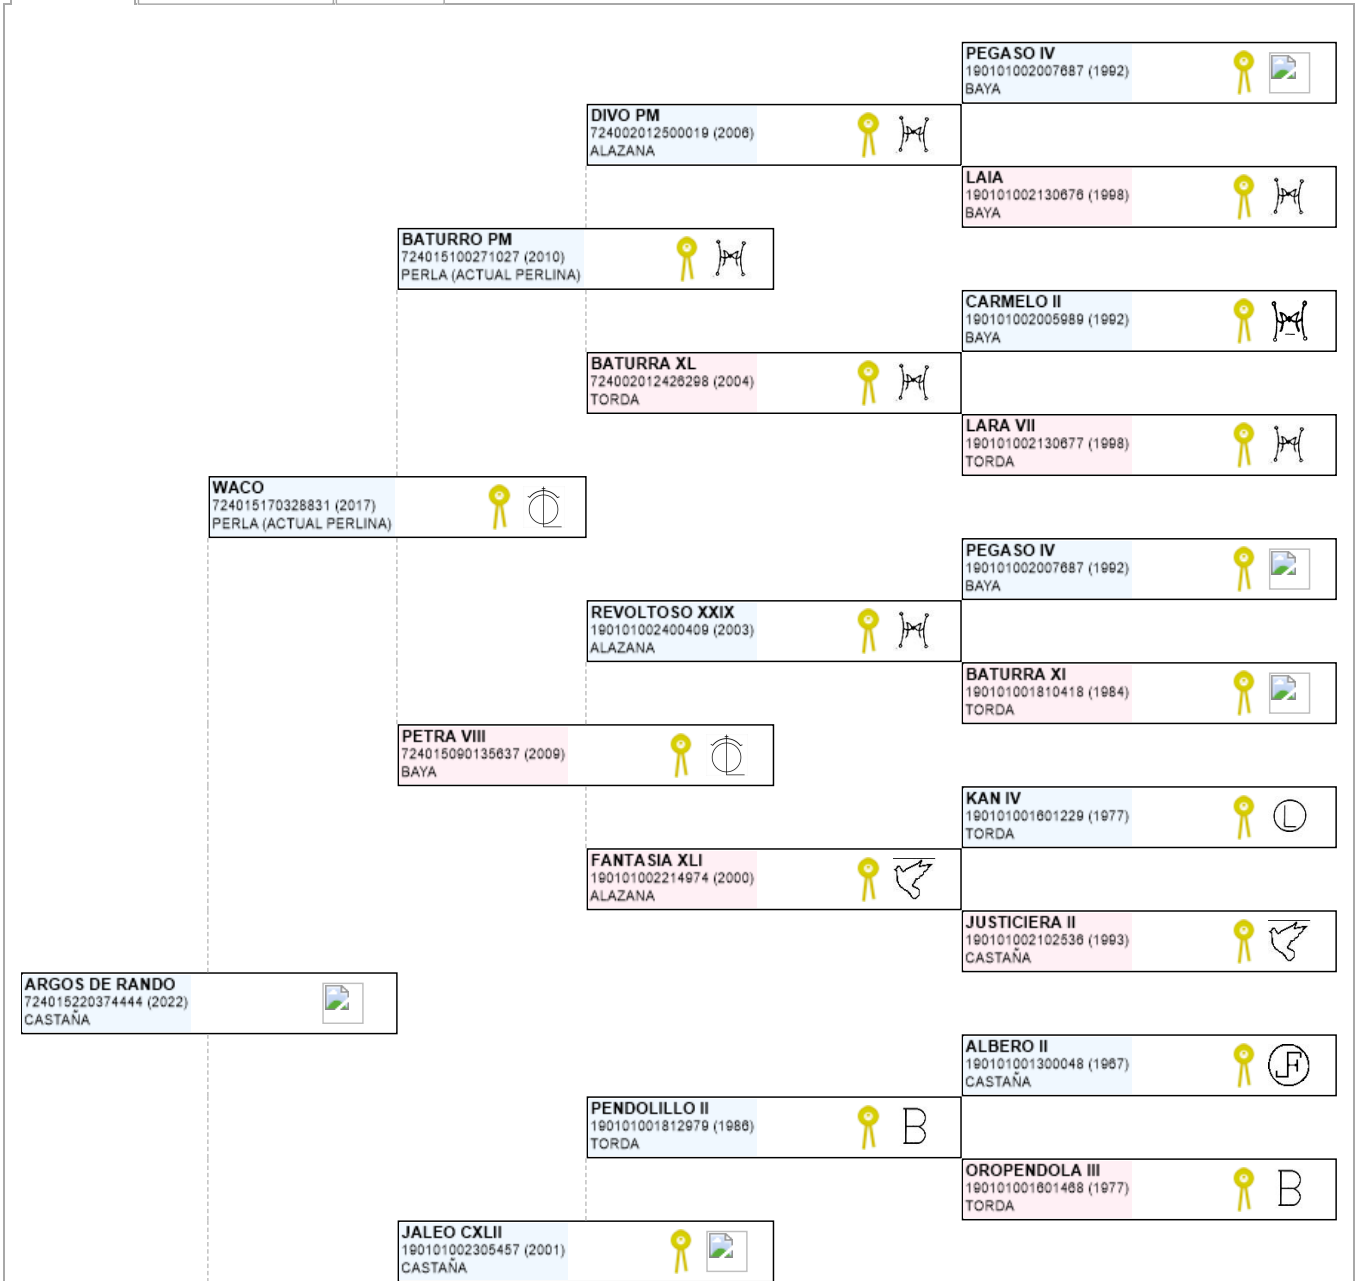 PEGASO IV
190101002007687 (1992)
BAYA
DIVO PM
724002012500019 (2006)
ALAZANA
LAIA
190101002130676 (1998)
BAYA
BATURRO PM
724015100271027 (2010)
PERLA (ACTUAL PERLINA)
CARMELO II
190101002005989 (1992)
BAYA
BATURRA XL
724002012426298 (2004)
TORDA
LARA VII
190101002130677 (1998)
TORDA
WACO
724015170328831 (2017)
PERLA (ACTUAL PERLINA)
PEGASO IV
190101002007687 (1992)
BAYA
REVOLTOSO XXIX
190101002400409 (2003)
ALAZANA
BATURRA XI
190101001810418 (1984)
TORDA
PETRA VIII
724015090135637 (2009)
BAYA
KAN IV
190101001601229 (1977)
TORDA
FANTASIA XLI
190101002214974 (2000)
ALAZANA
JUSTICIERA II
190101002102536 (1993)
CASTAÑA
ARGOS DE RANDO
724015220374444 (2022)
CASTAÑA
ALBERO II
190101001300048 (1967)
CASTAÑA
PENDOLILLO II
190101001812979 (1986)
TORDA
B
OROPENDOLA III
190101001601468 (1977)
TORDA
B
JALEO CXLII
190101002305457 (2001)
CASTAÑA